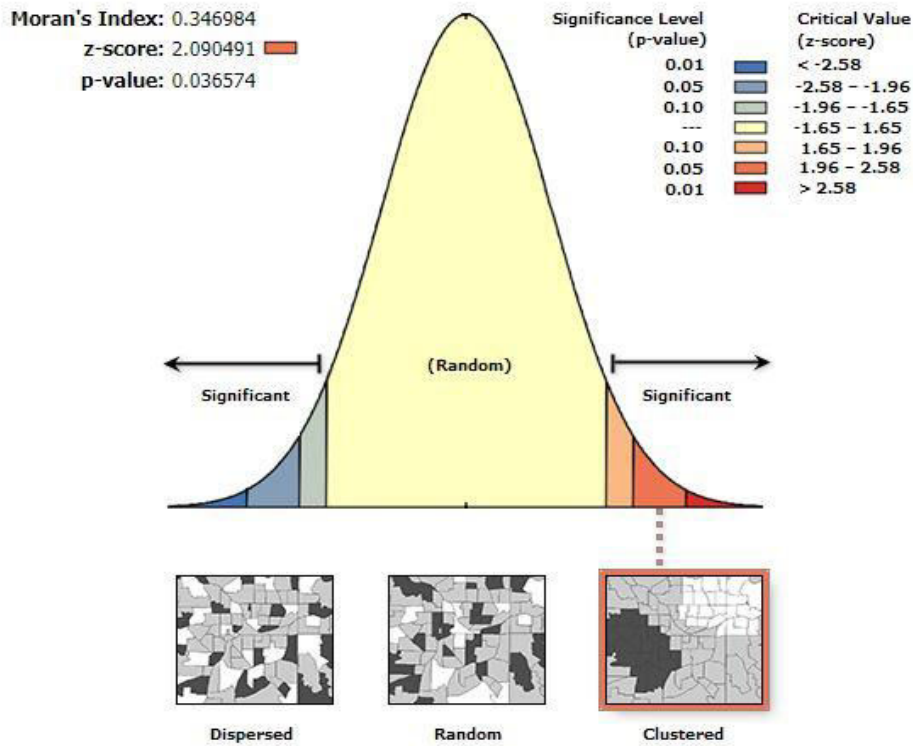 Moran's Index: 0.346984
z-score: 2.090491
p-value: 0.036574
Significance Level
(p-value)
Critical Value
(z-score)
0.01 < -2.58
0.05 -2.58 – -1.96
0.10 -1.96 – -1.65
--- -1.65 – 1.65
0.10 1.65 – 1.96
0.05 1.96 – 2.58
0.01 > 2.58
(Random)
Significant
Significant
Dispersed
Random
Clustered